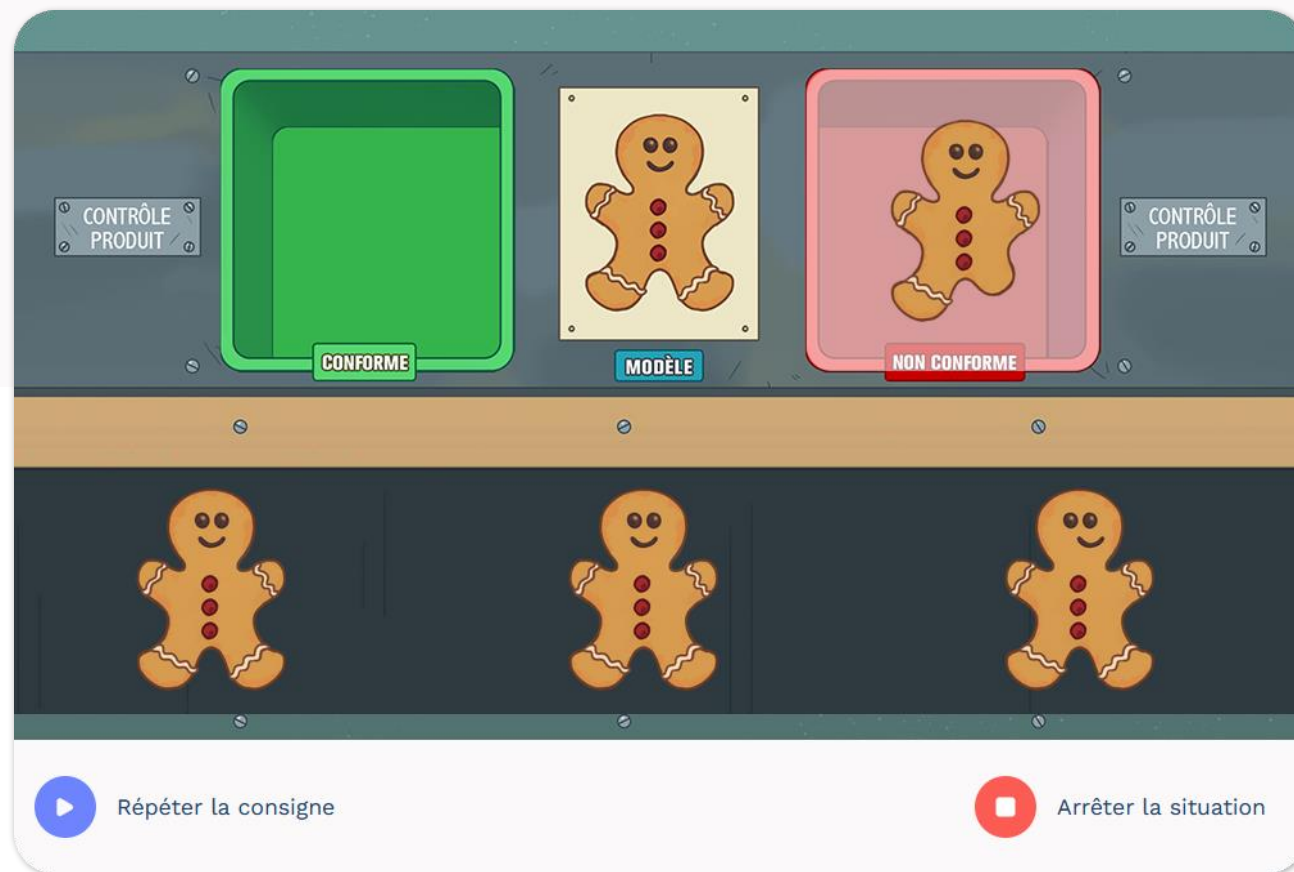 CONTRÔLE
PRODUIT
CONFORME
MODÈLE
NON CONFORME
CONTRÔLE
PRODUIT
Répéter la consigne
Arrêter la situation